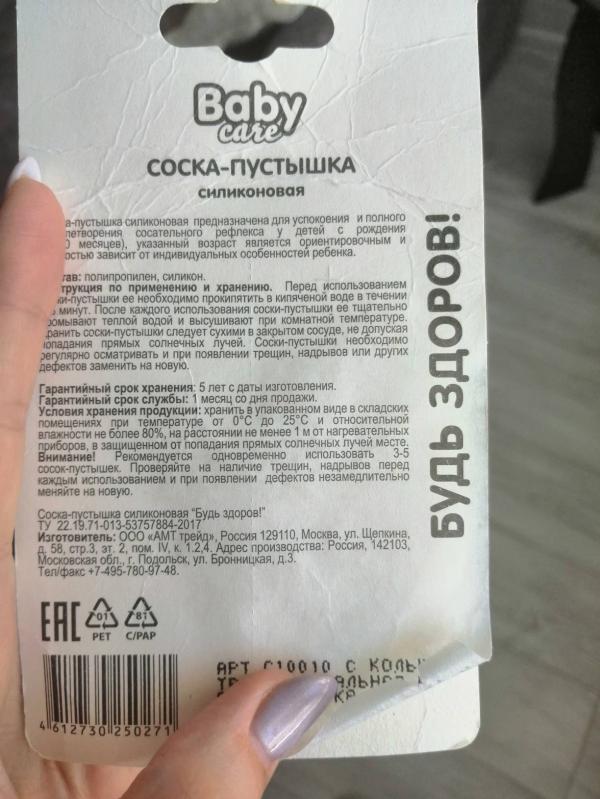 Baby
care
СОСКА-ПУСТЫШКА
силиконовая
БУДЬ ЗДОРОВ!
силиконовая предназначена для успокоения и полного
сосательного рефлекса у детей с рождения
месяцев), указанный возраст является ориентировочным и
зависит от индивидуальных особенностей ребенка.
полипропилен, силикон.
по применению и хранению. Перед использованием
ее необходимо прокипятить в кипяченой воде в течении
минут. После каждого использования соски-пустышки ее тщательно
теплой водой и высушивают при комнатной температуре.
соски-пустышки следует сухими в закрытом сосуде, не допуская
попадания прямых солнечных лучей. Соски-пустышки необходимо
регулярно осматривать и при появлении трещин, надрывов или других
дефектов заменить на новую.
Гарантийный срок хранения: 5 лет с даты изготовления.
Гарантийный срок службы: 1 месяц со дня продажи.
Условия хранения продукции: хранить в упакованном виде в складских
помещениях при температуре от 0°С до 25°С и относительной
влажности не более 80%, на расстоянии не менее 1 м от нагревательных
приборов, в защищенном от попадания прямых солнечных лучей месте.
Внимание! Рекомендуется одновременно использовать 3-5
сосок-пустышек. Проверяйте на наличие трещин, надрывов перед
каждым использованием и при появлении дефектов незамедлительно
меняйте на новую.
Соска-пустышка силиконовая "Будь здоров!"
ТУ 22.19.71-013-53757884-2017
Изготовитель: ООО «АМТ трейд», Россия 129110, Москва, ул. Щепкина,
д. 58, стр.3, эт. 2, пом. IV, к. 1,2,4. Адрес производства: Россия, 142103,
Московская обл., г. Подольск, ул. Бронницкая, д.3.
Тел/факс +7-495-780-97-48.
EAC
01 81
PET C/PAP
АРТ 10010 С
4 612730 250271